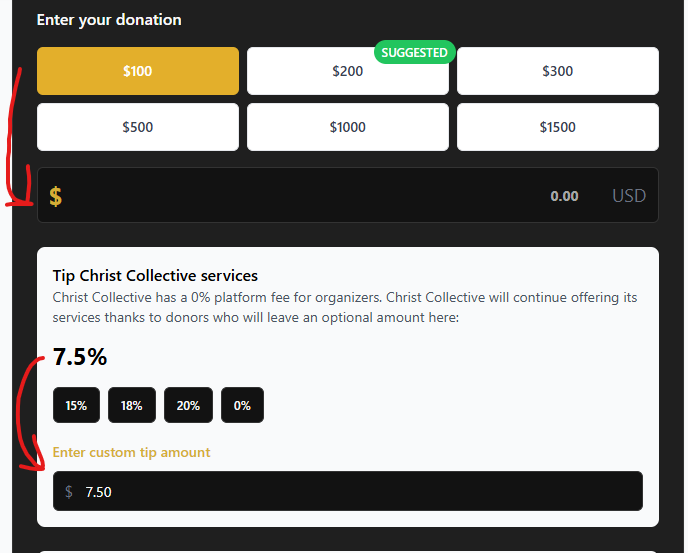 Enter your donation
SUGGESTED
$100 $200 $300
$500 $1000 $1500
$ 0.00 USD
Tip Christ Collective services
Christ Collective has a 0% platform fee for organizers. Christ Collective will continue offering its
services thanks to donors who will leave an optional amount here:
7.5%
15% 18% 20% 0%
Enter custom tip amount
$ 7.50